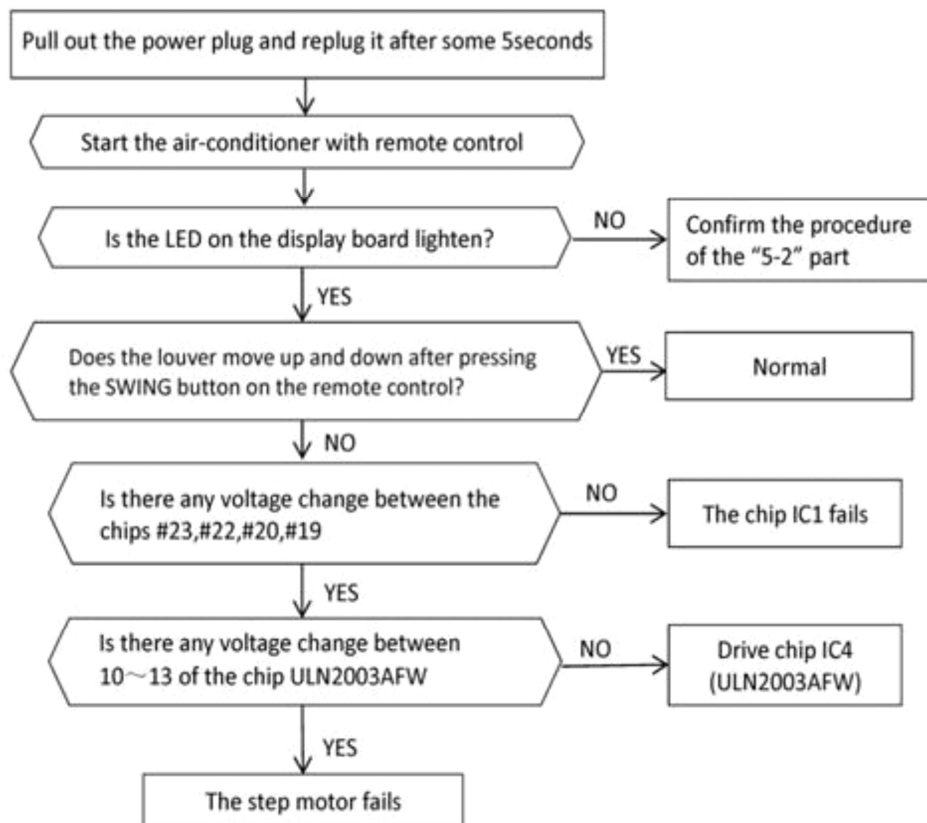 Pull out the power plug and replug it after some 5seconds
Start the air-conditioner with remote control
Is the LED on the display board lighten?
NO
Confirm the procedure
of the “5-2” part
YES
Does the louver move up and down after pressing
the SWING button on the remote control?
YES
Normal
NO
Is there any voltage change between the
chips #23,#22,#20,#19
NO
The chip IC1 fails
YES
Is there any voltage change between
10～13 of the chip ULN2003AFW
NO
Drive chip IC4
(ULN2003AFW)
YES
The step motor fails